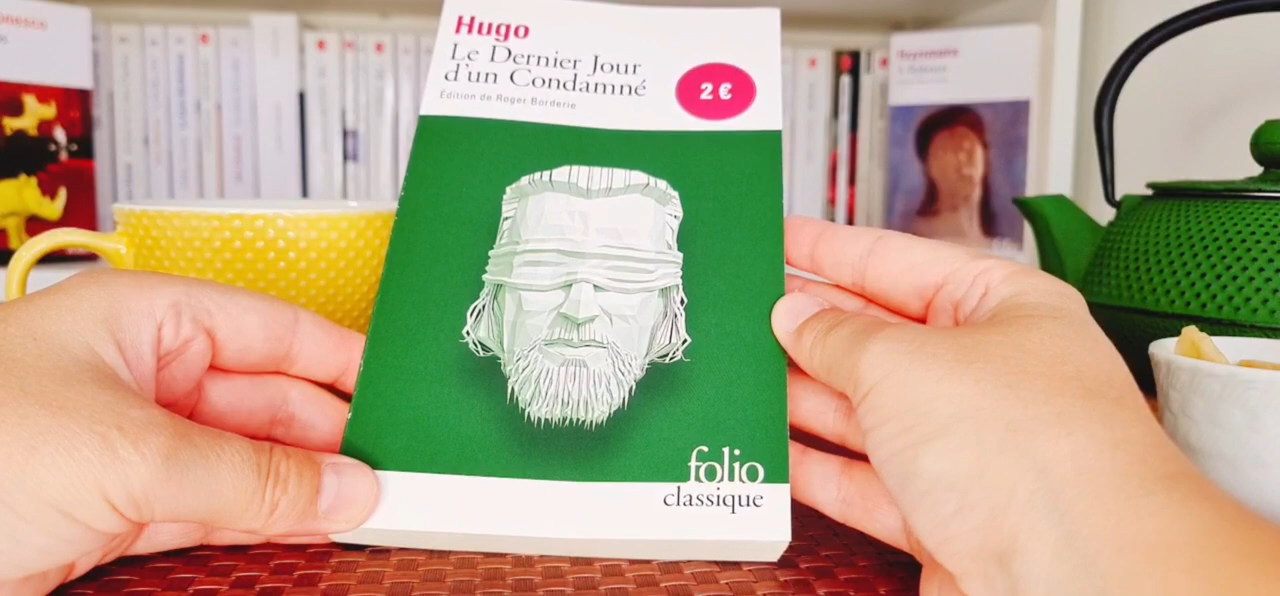 Hugo
Le Dernier Jour
d'un Condamné
Édition de Roger Borderie
2 €
folio
classique